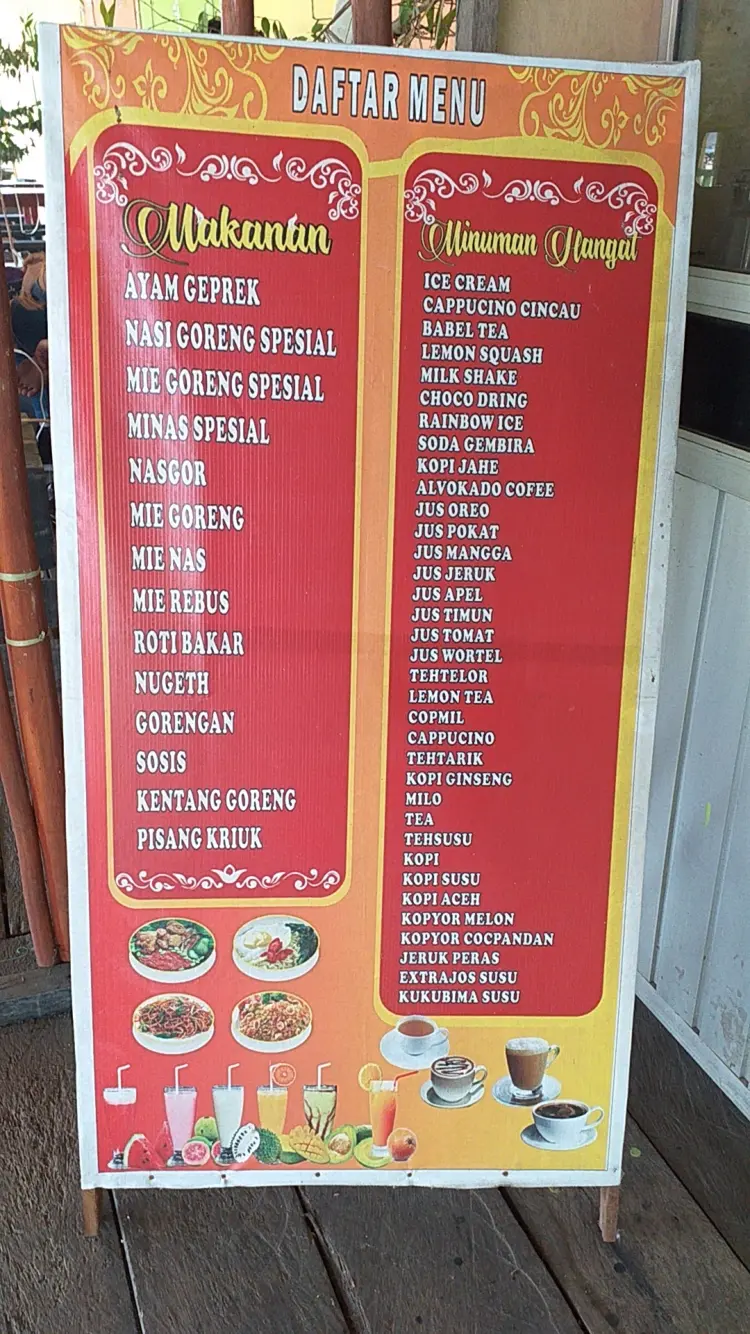 DAFTAR MENU
Makanan
AYAM GEPREK
NASI GORENG SPESIAL
MIE GORENG SPESIAL
MINAS SPESIAL
NASGOR
MIE GORENG
MIE NAS
MIE REBUS
ROTI BAKAR
NUGETH
GORENGAN
SOSIS
KENTANG GORENG
PISANG KRIUK
Minuman Hangat
ICE CREAM
CAPPUCINO CINCAU
BABEL TEA
LEMON SQUASH
MILK SHAKE
CHOCO DRING
RAINBOW ICE
SODA GEMBIRA
KOPI JAHE
ALVOKADO COFEE
JUS OREO
JUS POKAT
JUS MANGGA
JUS JERUK
JUS APEL
JUS TIMUN
JUS TOMAT
JUS WORTEL
TEHTELOR
LEMON TEA
COPMIL
CAPPUCINO
TEHTARIK
KOPI GINSENG
MILO
TEA
TEHSUSU
KOPI
KOPI SUSU
KOPI ACEH
KOPYOR MELON
KOPYOR COCPANDAN
JERUK PERAS
EXTRAJOS SUSU
KUKUBIMA SUSU